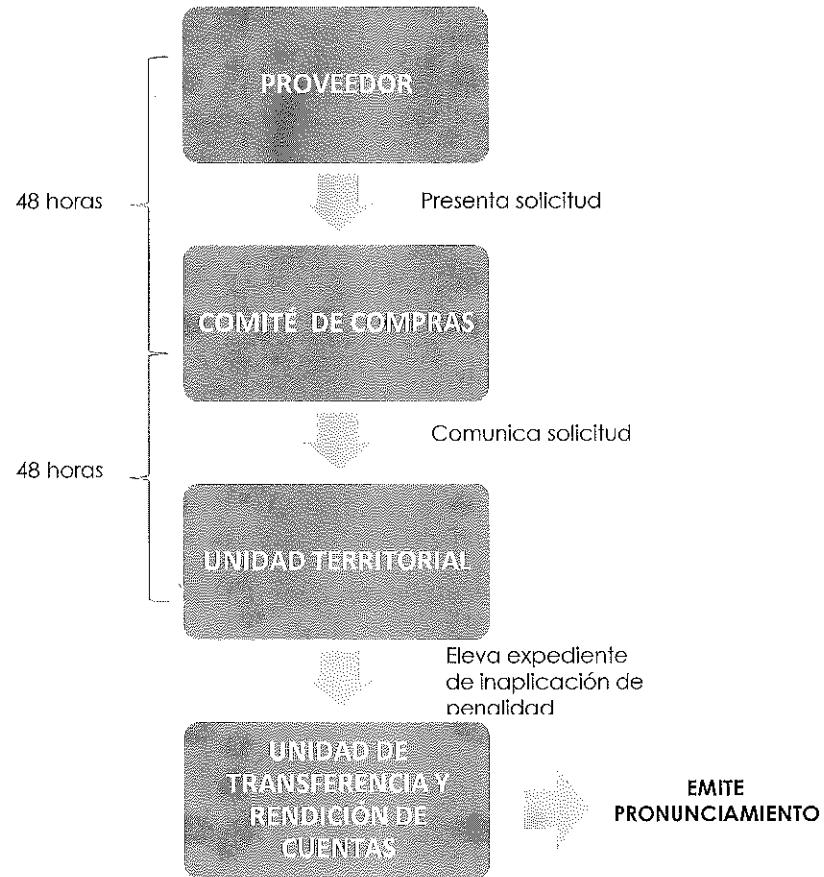 PROVEEDOR
48 horas
Presenta solicitud
COMITÉ DE COMPRAS
Comunica solicitud
48 horas
UNIDAD TERRITORIAL
Eleva expediente
de inaplicación de
penalidad
UNIDAD DE
TRANSFERENCIA Y
RENDICIÓN DE
CUENTAS
EMITE
PRONUNCIAMIENTO